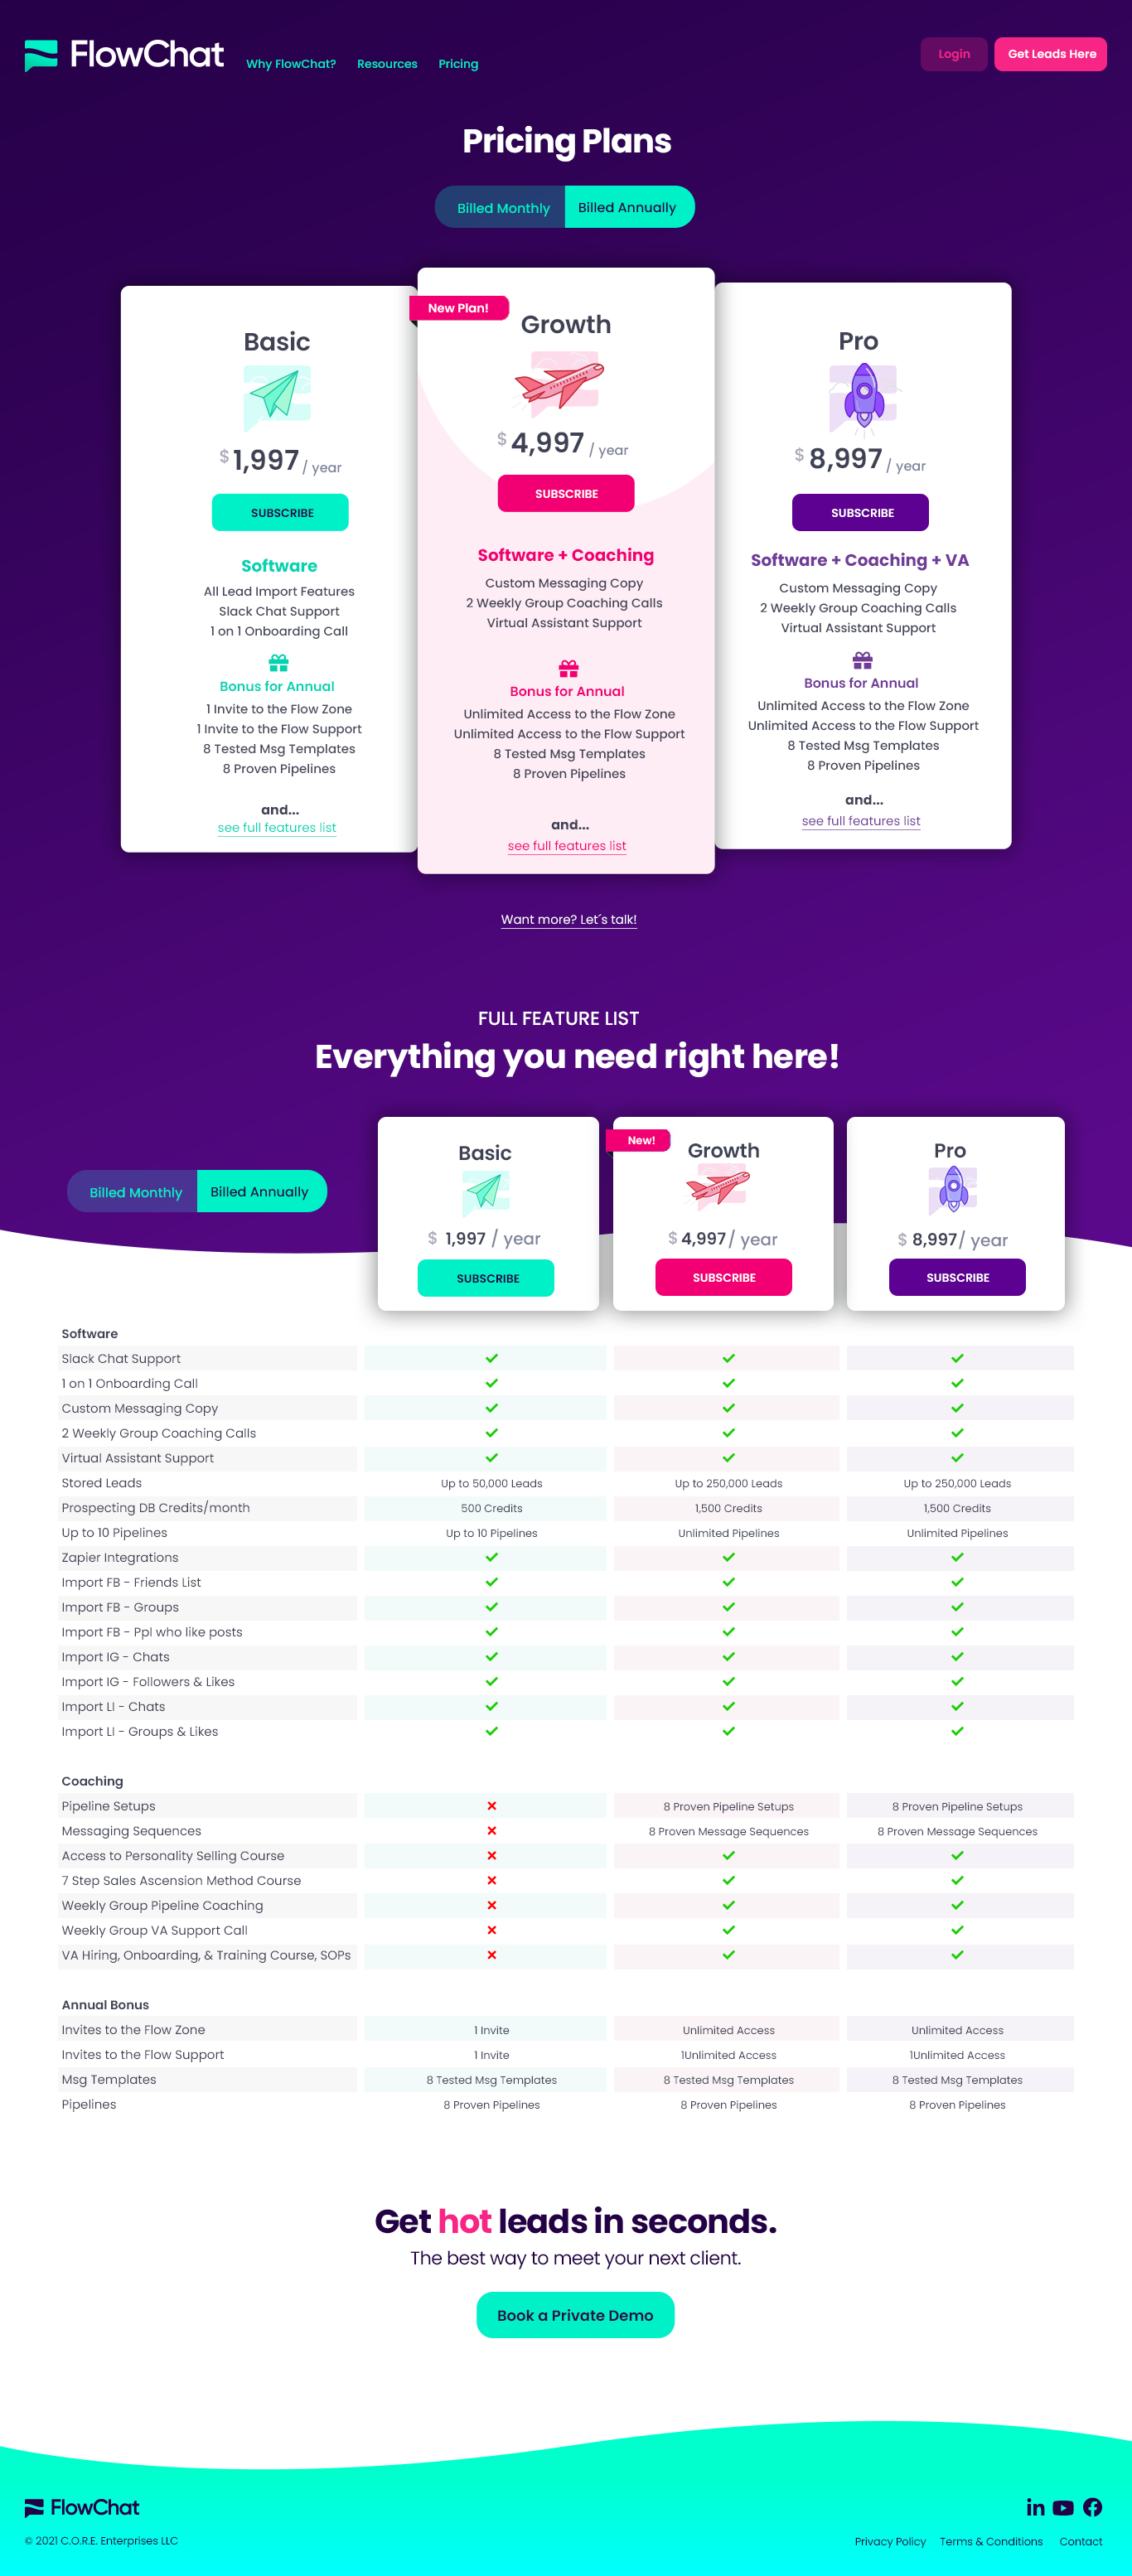 FlowChat
Why FlowChat? Resources Pricing
Login Get Leads Here
Pricing Plans
Billed Monthly Billed Annually
Basic
$ 1,997 / year
SUBSCRIBE
Software
All Lead Import Features
Slack Chat Support
1 on 1 Onboarding Call
Bonus for Annual
1 Invite to the Flow Zone
1 Invite to the Flow Support
8 Tested Msg Templates
8 Proven Pipelines
and...
see full features list
New Plan!
Growth
$ 4,997 / year
SUBSCRIBE
Software + Coaching
Custom Messaging Copy
2 Weekly Group Coaching Calls
Virtual Assistant Support
Bonus for Annual
Unlimited Access to the Flow Zone
Unlimited Access to the Flow Support
8 Tested Msg Templates
8 Proven Pipelines
and...
see full features list
Pro
$ 8,997 / year
SUBSCRIBE
Software + Coaching + VA
Custom Messaging Copy
2 Weekly Group Coaching Calls
Virtual Assistant Support
Bonus for Annual
Unlimited Access to the Flow Zone
Unlimited Access to the Flow Support
8 Tested Msg Templates
8 Proven Pipelines
and...
see full features list
Want more? Let´s talk!
FULL FEATURE LIST
Everything you need right here!
Billed Monthly Billed Annually
Basic
$ 1,997 / year
SUBSCRIBE
New!
Growth
$ 4,997 / year
SUBSCRIBE
Pro
$ 8,997 / year
SUBSCRIBE
Software
Slack Chat Support
1 on 1 Onboarding Call
Custom Messaging Copy
2 Weekly Group Coaching Calls
Virtual Assistant Support
Stored Leads Up to 50,000 Leads Up to 250,000 Leads Up to 250,000 Leads
Prospecting DB Credits/month 500 Credits 1,500 Credits 1,500 Credits
Up to 10 Pipelines Up to 10 Pipelines Unlimited Pipelines Unlimited Pipelines
Zapier Integrations
Import FB - Friends List
Import FB - Groups
Import FB - Ppl who like posts
Import IG - Chats
Import IG - Followers & Likes
Import LI - Chats
Import LI - Groups & Likes
Coaching
Pipeline Setups 8 Proven Pipeline Setups 8 Proven Pipeline Setups
Messaging Sequences 8 Proven Message Sequences 8 Proven Message Sequences
Access to Personality Selling Course
7 Step Sales Ascension Method Course
Weekly Group Pipeline Coaching
Weekly Group VA Support Call
VA Hiring, Onboarding, & Training Course, SOPs
Annual Bonus
Invites to the Flow Zone 1 Invite Unlimited Access Unlimited Access
Invites to the Flow Support 1 Invite 1Unlimited Access 1Unlimited Access
Msg Templates 8 Tested Msg Templates 8 Tested Msg Templates 8 Tested Msg Templates
Pipelines 8 Proven Pipelines 8 Proven Pipelines 8 Proven Pipelines
Get hot leads in seconds.
The best way to meet your next client.
Book a Private Demo
FlowChat
in
© 2021 C.O.R.E. Enterprises LLC
Privacy Policy Terms & Conditions Contact